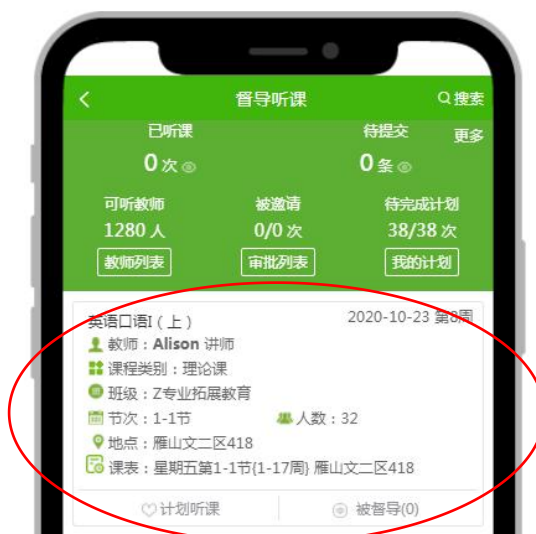 督导听课 搜索
已听课 待提交 更多
0 次 0 条
可听教师 被邀请 待完成计划
1280 人 0/0 次 38/38 次
教师列表 审批列表 我的计划
英语口语I（上） 2020-10-23 第8周
教师：Alison 讲师
课程类别：理论课
班级：Z专业拓展教育
节次：1-1节 人数：32
地点：雁山文二区418
课表：星期五第1-1节{1-17周} 雁山文二区418
计划听课 被督导(0)